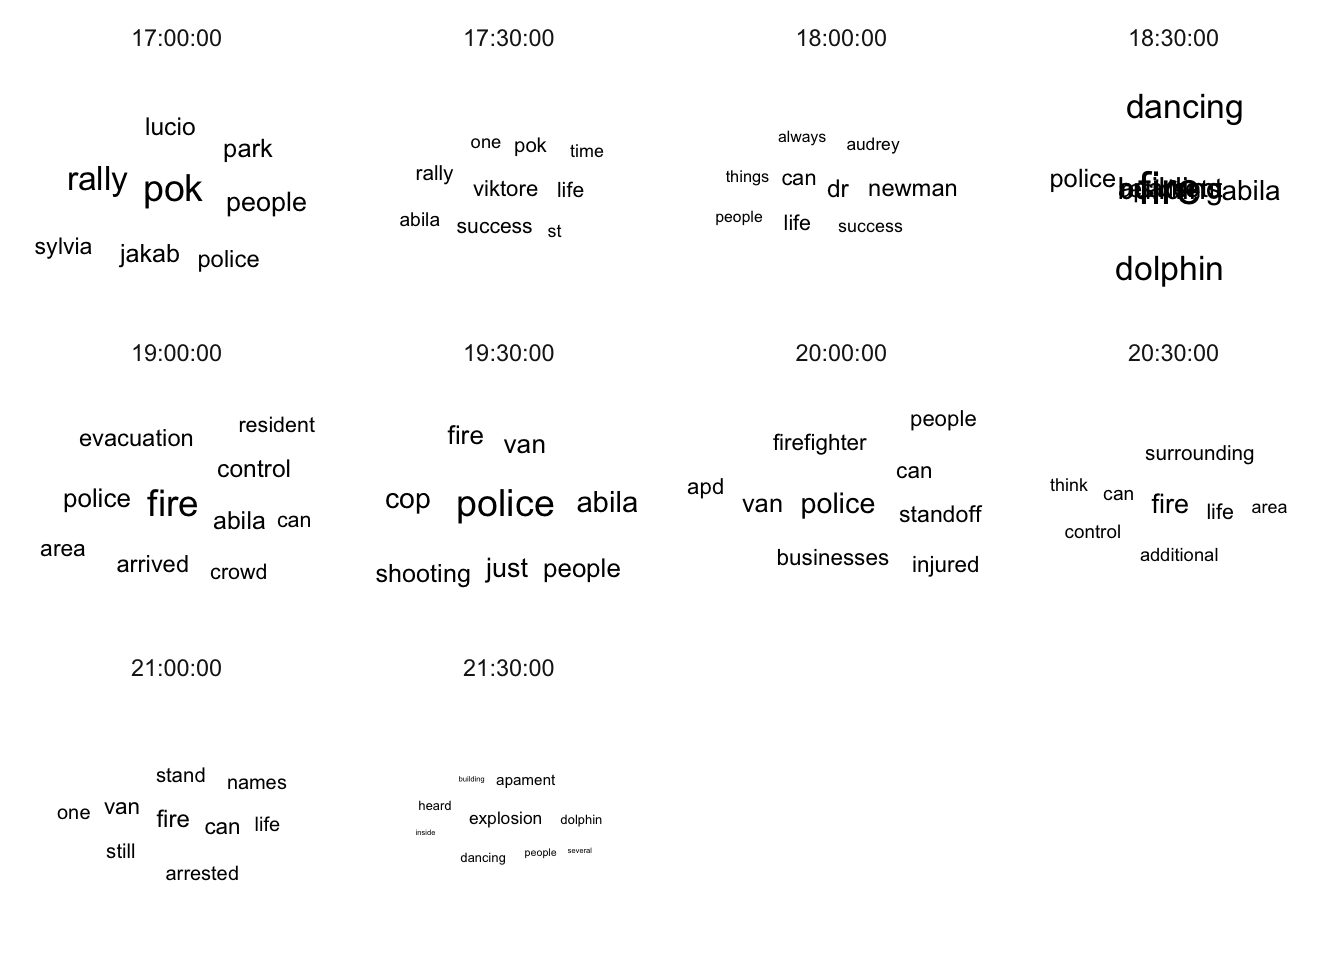 17:00:00 17:30:00 18:00:00 18:30:00
lucio
park
rally pok
people
sylvia jakab police
one pok time
rally
viktore life
abila success st
always audrey
things can
dr newman
people life success
dancing
police fire abila
dolphin
19:00:00 19:30:00 20:00:00 20:30:00
resident
evacuation
control
police fire
abila can
area arrived crowd
fire van
cop police abila
shooting just people
people
firefighter
can
apd van police
standoff
businesses injured
surrounding
think can
fire life area
control
additional
21:00:00 21:30:00
stand names
one van
fire can life
still
arrested
building apament
heard
explosion dolphin
inside
dancing people several